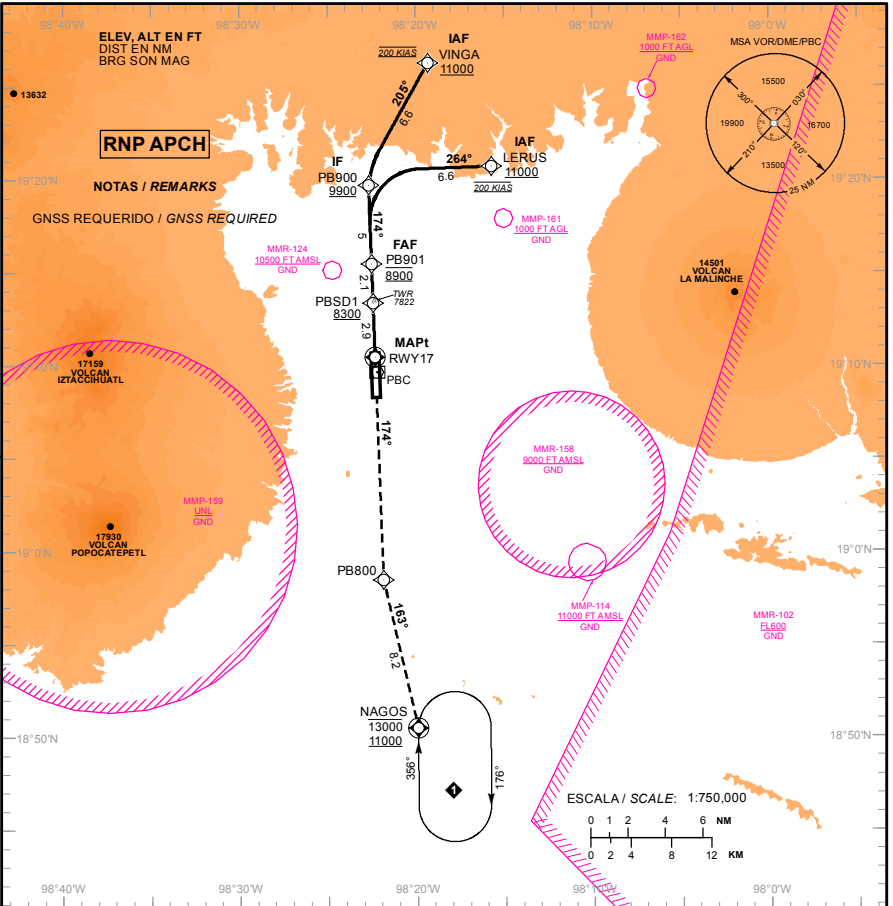 98°40'W
98°30'W
98°20'W
98°10'W
98°0'W
ELEV, ALT EN FT
DIST EN NM
BRG SON MAG
13632
RNP APCH
NOTAS / REMARKS
GNSS REQUERIDO / GNSS REQUIRED
200 KIAS
IAF
VINGA
11000
205°
6.6
IAF
LERUS
11000
264°
6.6
200 KIAS
IF
PB900
9900
174°
5
FAF
PB901
8900
2.1
TWR
7822
PBSD1
8300
2.9
MAPt
RWY17
PBC
174°
PB800
163°
8.2
NAGOS
13000
11000
356°
176°
1
MMP-162
1000 FT AGL
GND
MMP-161
1000 FT AGL
GND
MMR-124
10500 FT AMSL
GND
MSA VOR/DME/PBC
15500
030°
16700
120°
13500
210°
19900
300°
25 NM
14501
VOLCAN
LA MALINCHE
17159
VOLCAN
IZTACCIHUATL
17930
VOLCAN
POPOCATEPETL
MMP-159
UNL
GND
MMR-158
9000 FT AMSL
GND
MMP-114
11000 FT AMSL
GND
MMR-102
FL600
GND
19°20'N
19°20'N
19°10'N
19°10'N
19°0'N
19°0'N
18°50'N
18°50'N
ESCALA / SCALE: 1:750,000
0 1 2 4 6 NM
0 2 4 8 12 KM
98°40'W
98°30'W
98°20'W
98°10'W
98°0'W